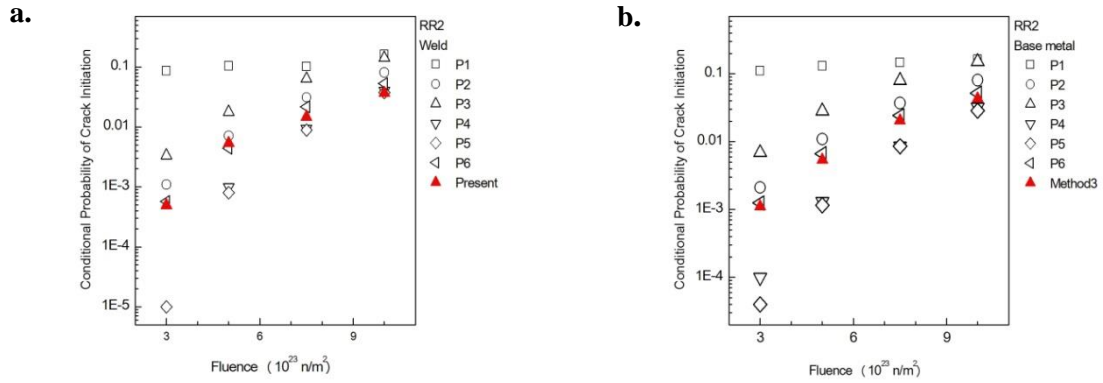 a.
RR2
Weld
P1
P2
P3
P4
P5
P6
Present
Conditional Probability of Crack Initiation
0.1
0.01
1E-3
1E-4
1E-5
3
6
9
Fluence ( 10²³ n/m²)
b.
RR2
Base metal
P1
P2
P3
P4
P5
P6
Method3
Conditional Probability of Crack Initiation
0.1
0.01
1E-3
1E-4
3
6
9
Fluence ( 10²³ n/m²)